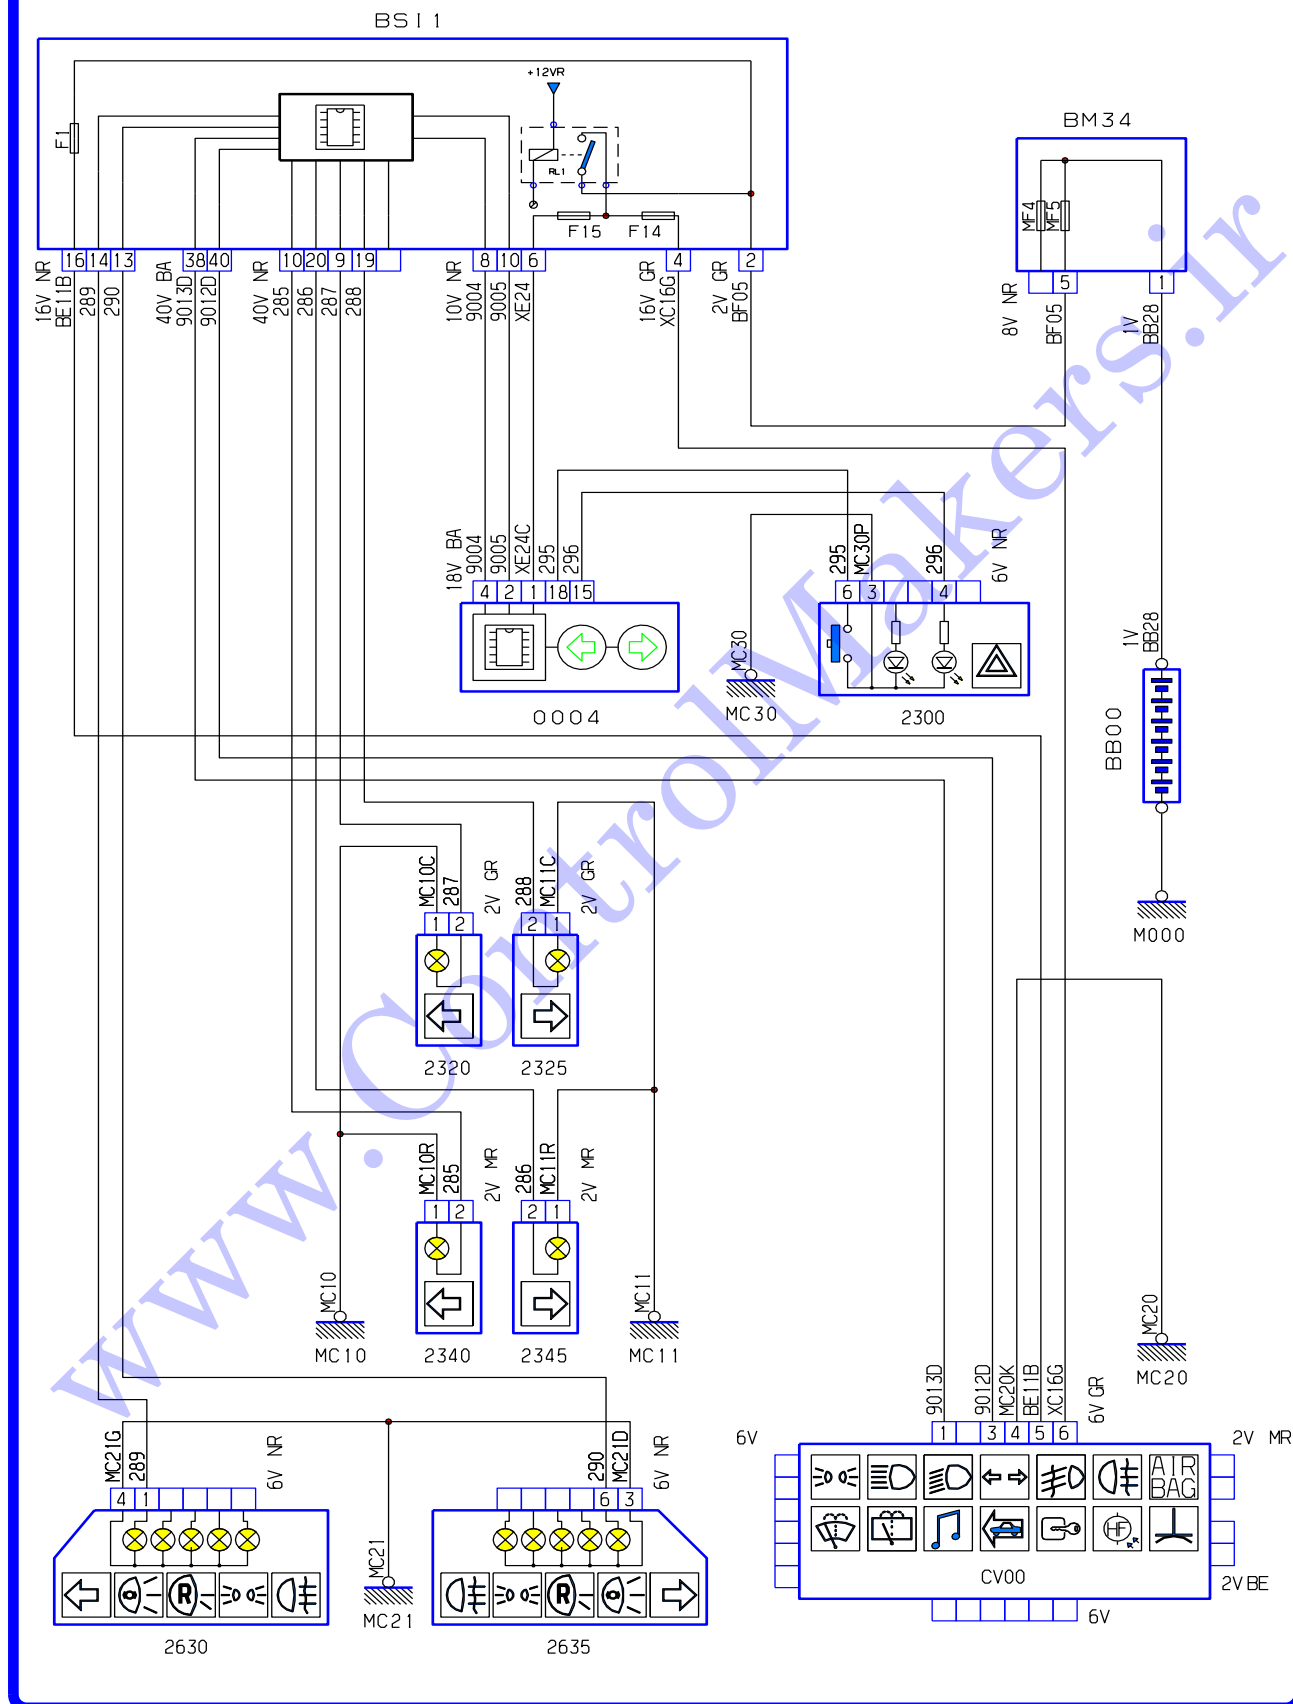 BSI1
+12VR
F1
RL1
F15
F14
16
14
13
38
40
10
20
9
19
8
10
6
4
2
16V NR
BE11B
289
290
40V BA
9013D
9012D
40V NR
285
286
287
288
10V NR
9004
9005
XE24
16V GR
XC16G
2V GR
BF05
BM34
MF4
MF5
5
1
8V NR
BF05
1V
BB28
18V BA
9004
9005
XE24C
295
296
4
2
1
18
15
0004
MC30
MC30
295
MC30P
296
6V NR
6
3
4
2300
1V
BB28
BB00
M000
MC10C
287
2V GR
1
2
2320
288
MC11C
2V GR
2
1
2325
MC10R
285
2V MR
1
2
2340
286
MC11R
2V MR
2
1
2345
MC10
MC10
MC11
MC11
MC20
MC20
MC21G
289
6V NR
4
1
R
2630
MC21
MC21
290
MC21D
6V NR
6
3
R
2635
9013D
9012D
MC20K
BE11B
XC16G
6V GR
1
3
4
5
6
6V
2V MR
AIR
BAG
HF
CV00
2V BE
6V
www.ControlMakers.ir